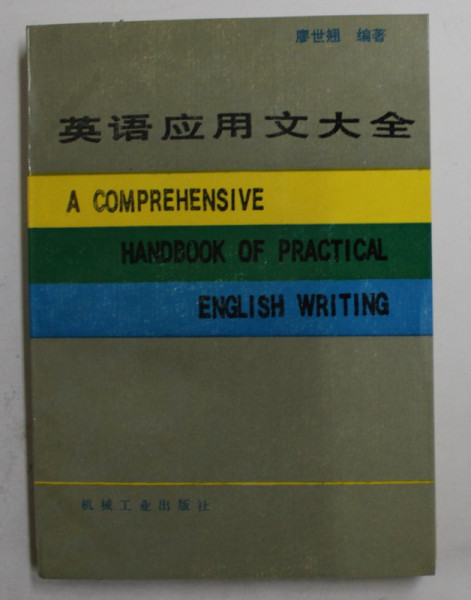 廖世翘 编著
英语应用文大全
A COMPREHENSIVE
HANDBOOK OF PRACTICAL
ENGLISH WRITING
机械工业出版社